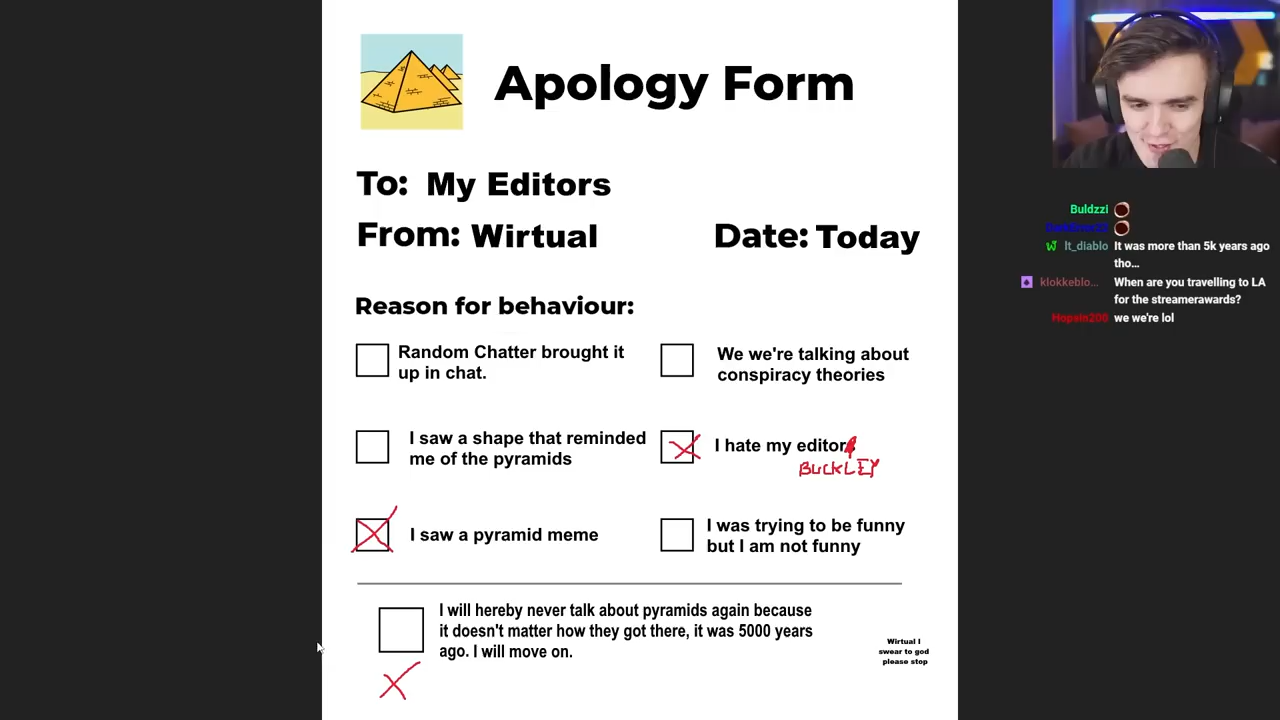 Apology Form
To: My Editors
From: Wirtual
Date: Today
Reason for behaviour:
Random Chatter brought it
up in chat.
We we're talking about
conspiracy theories
I saw a shape that reminded
me of the pyramids
I hate my editor
BUCKLEY
I saw a pyramid meme
I was trying to be funny
but I am not funny
I will hereby never talk about pyramids again because
it doesn't matter how they got there, it was 5000 years
ago. I will move on.
Wirtual I
swear to god
please stop
Buldzzi
lt_diablo It was more than 5k years ago
tho...
klokkeblo... When are you travelling to LA
for the streamerawards?
Hopsin200 we we're lol